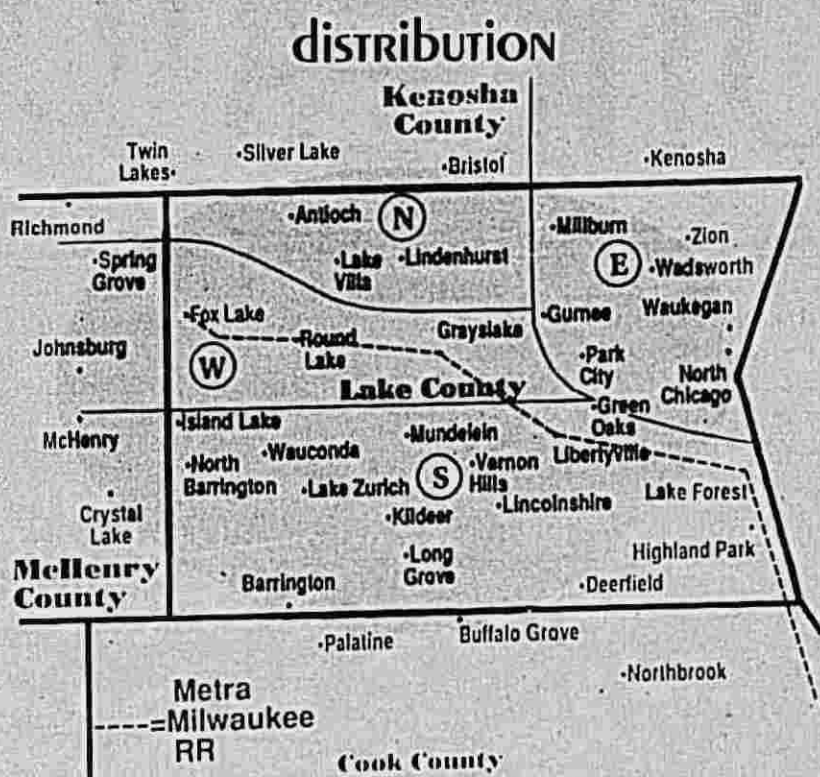 distribution
Kenosha
County
Twin
Lakes
Silver Lake
Bristol
Kenosha
Richmond
Antioch
N
Millburn
Zion
Spring
Grove
Lake
Villa
Lindenhurst
E
Wadsworth
Fox Lake
Gurnee
Waukegan
Johnsburg
Round
Lake
Grayslake
W
Park
City
North
Chicago
Lake County
McHenry
Island Lake
Green
Oaks
Mundelein
Wauconda
Libertyville
North
Barrington
Lake Zurich
S
Vernon
Hills
Lincolnshire
Lake Forest
Crystal
Lake
Kildeer
Highland Park
McHenry
County
Long
Grove
Barrington
Deerfield
Palatine
Buffalo Grove
Northbrook
Metra
----=Milwaukee
RR
Cook County